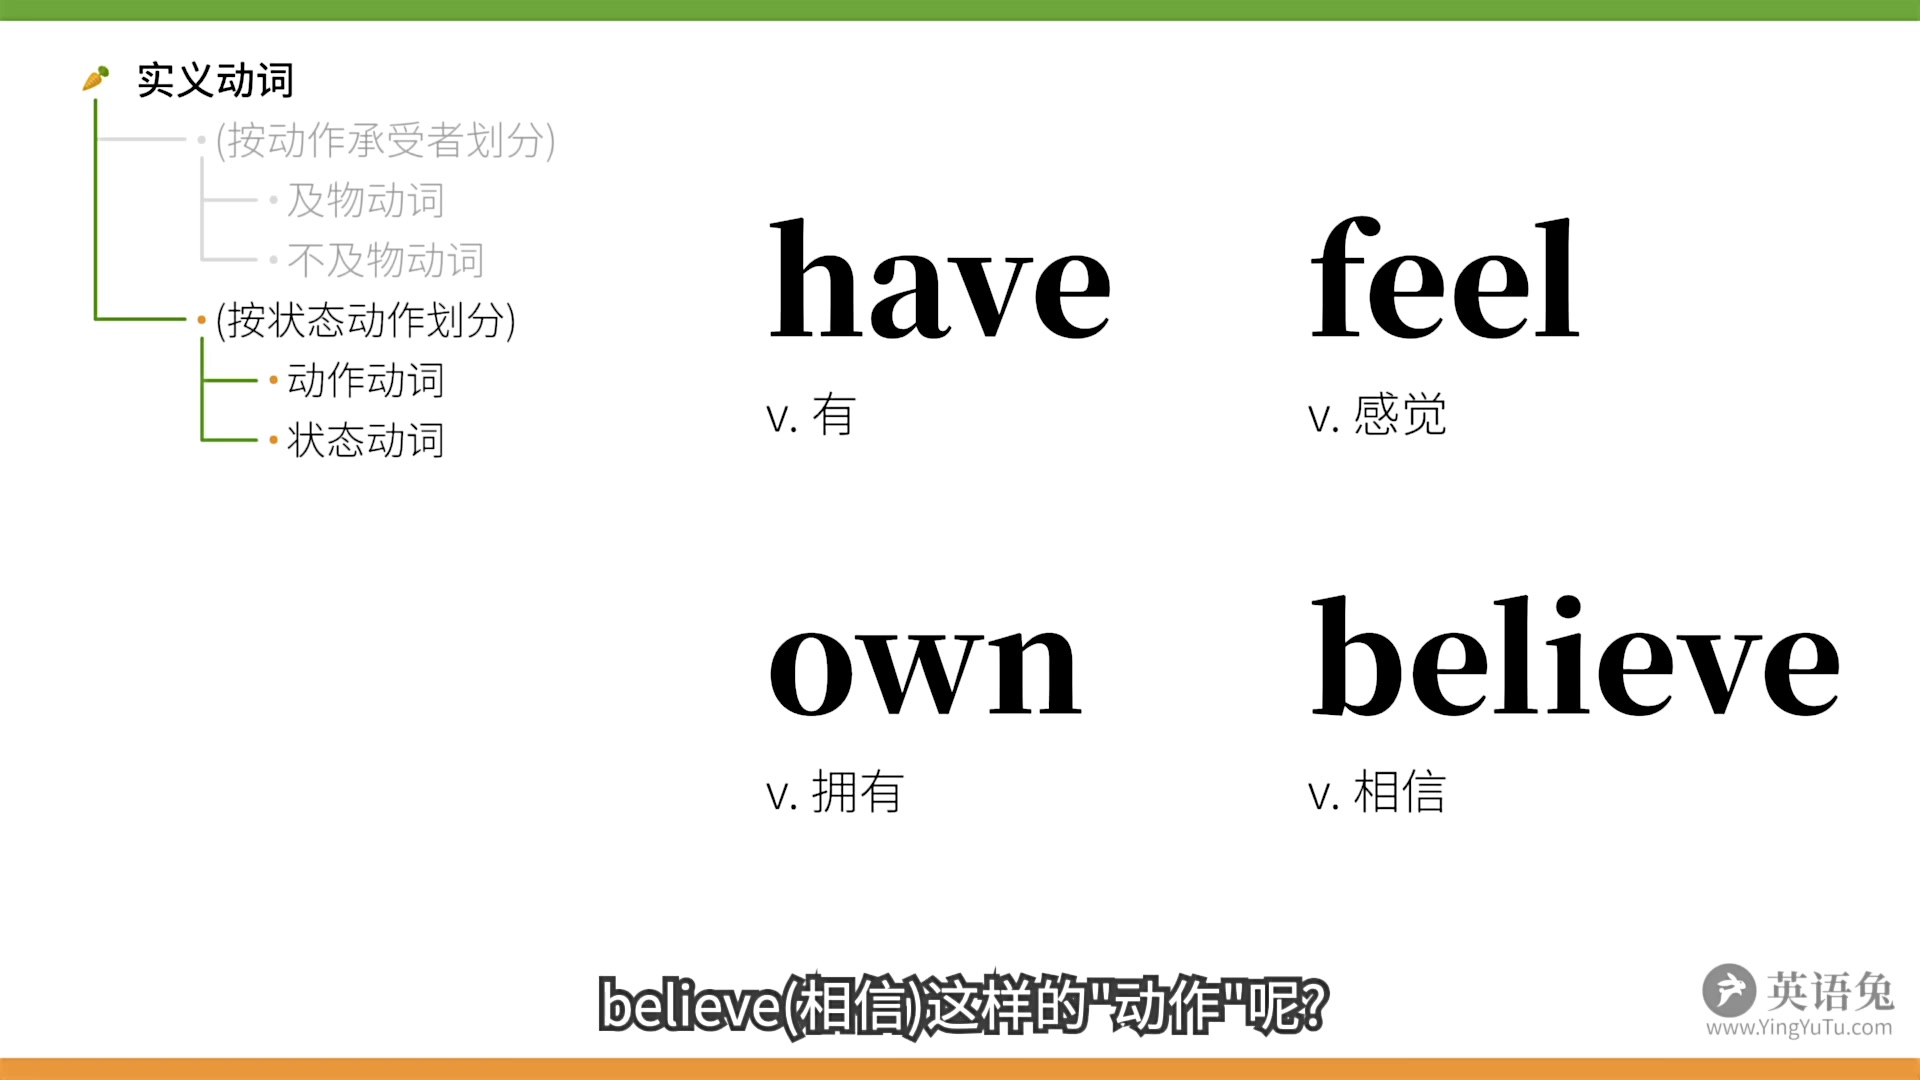 实义动词
(按动作承受者划分)
及物动词
不及物动词
(按状态动作划分)
动作动词
状态动词
have
v. 有
feel
v. 感觉
own
v. 拥有
believe
v. 相信
believe(相信)这样的"动作"呢?
英语兔
www.YingYuTu.com